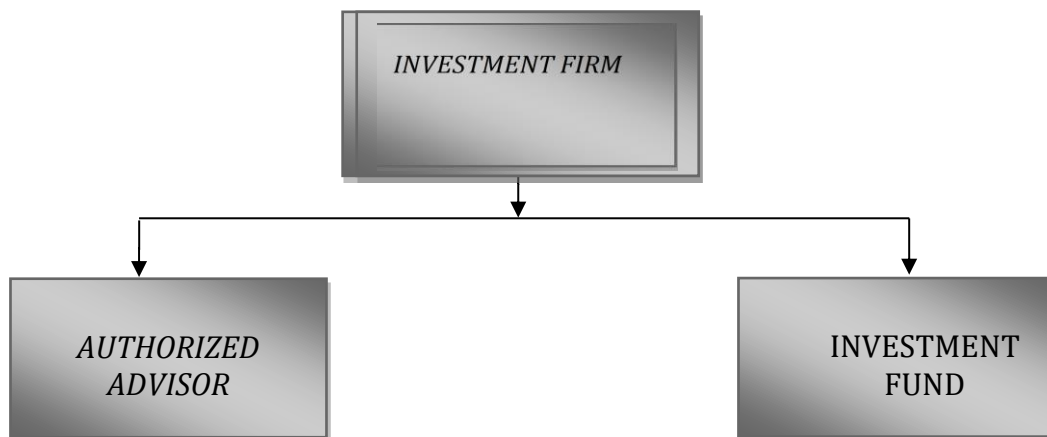 INVESTMENT FIRM
AUTHORIZED
ADVISOR
INVESTMENT
FUND